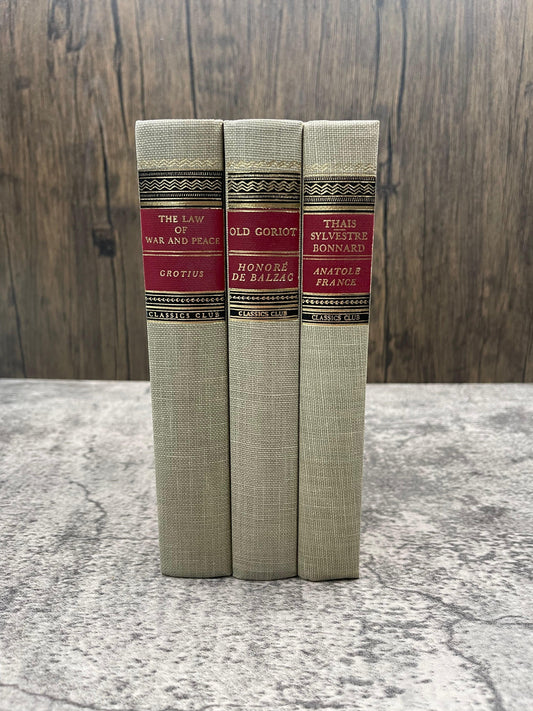 THE LAW
OF
WAR AND PEACE
GROTIUS
CLASSICS CLUB
OLD GORIOT
HONORÉ
DE BALZAC
CLASSICS CLUB
THAIS
SYLVESTRE
BONNARD
ANATOLE
FRANCE
CLASSICS CLUB